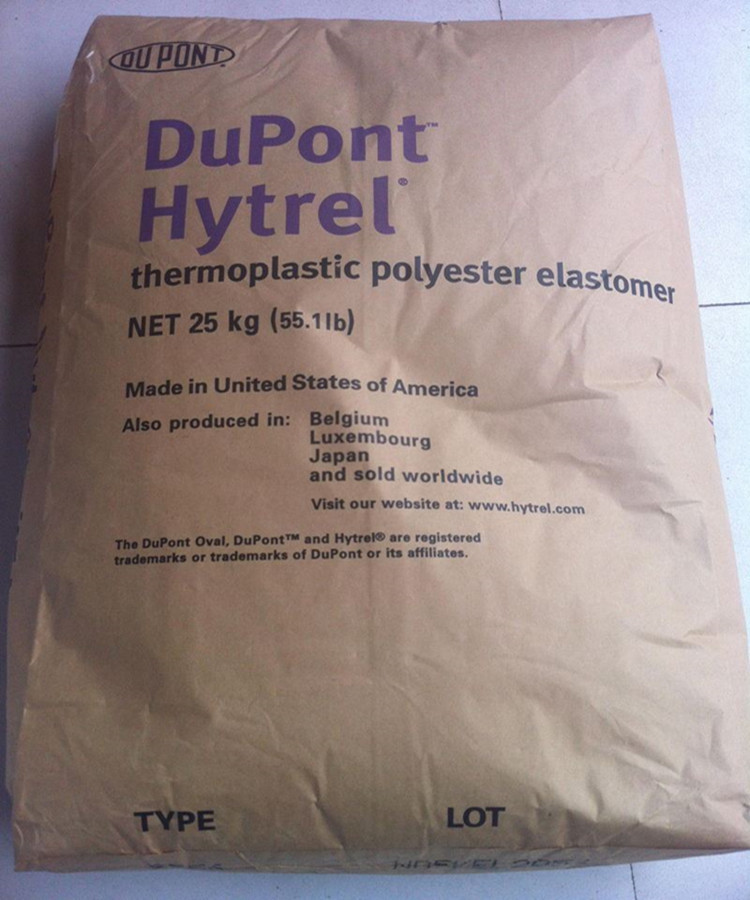 DU PONT
DuPont™
Hytrel®
thermoplastic polyester elastomer
NET 25 kg (55.1lb)
Made in United States of America
Also produced in: Belgium
Luxembourg
Japan
and sold worldwide
Visit our website at: www.hytrel.com
The DuPont Oval, DuPont™ and Hytrel® are registered
trademarks or trademarks of DuPont or its affiliates.
TYPE LOT